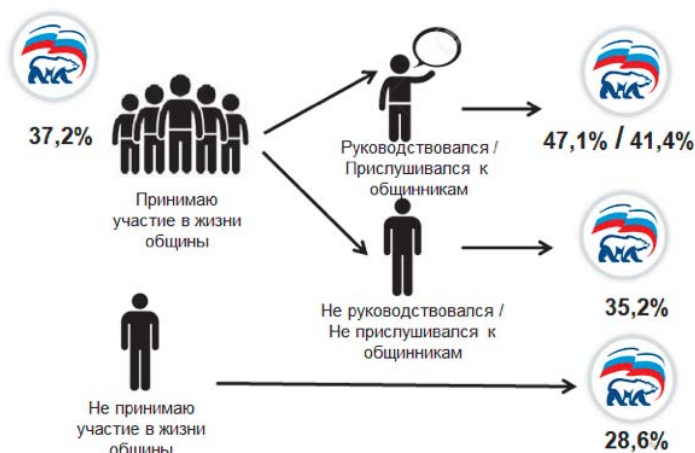 37,2%
Принимаю
участие в жизни
общины
Руководствовался /
Прислушивался к
общинникам
47,1% / 41,4%
Не руководствовался /
Не прислушивался к
общинникам
35,2%
Не принимаю
участие в жизни
общины
28,6%